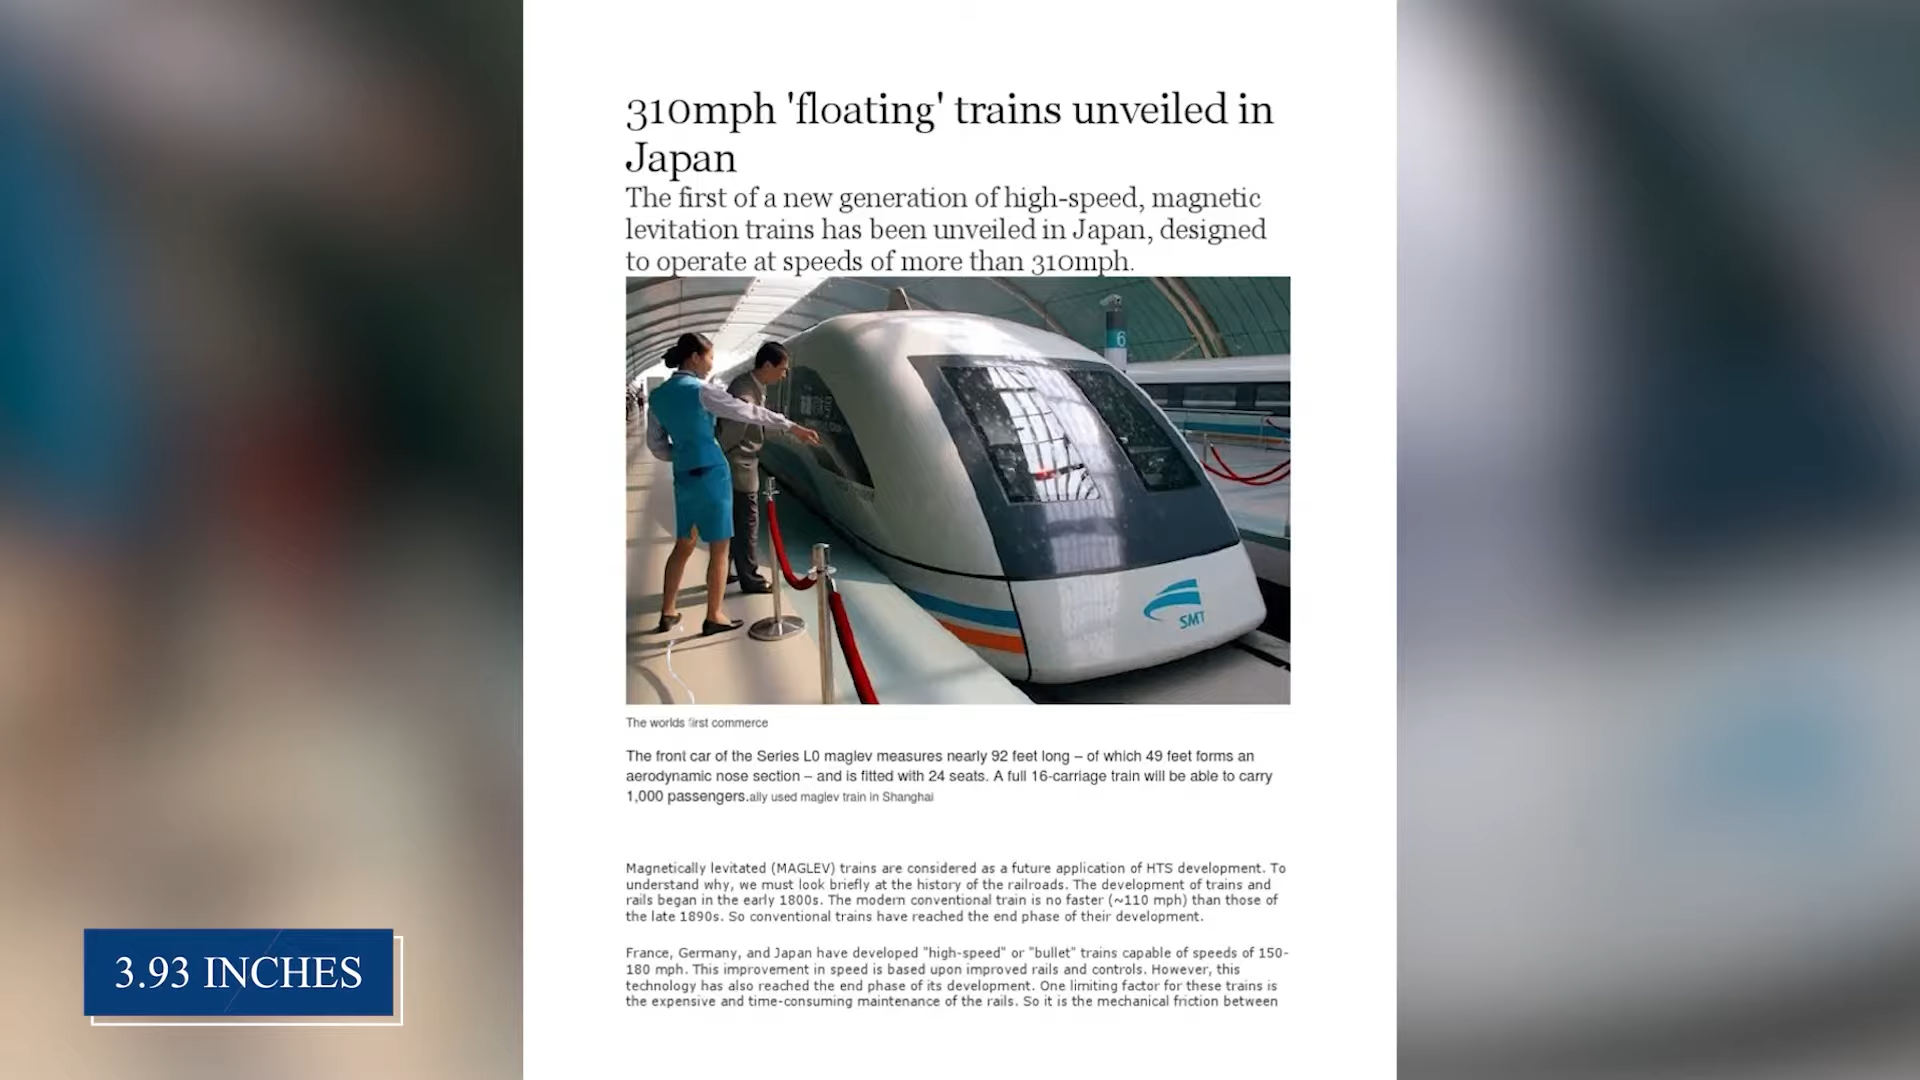 310mph 'floating' trains unveiled in
Japan
The first of a new generation of high-speed, magnetic
levitation trains has been unveiled in Japan, designed
to operate at speeds of more than 310mph.
6
SMT
The worlds first commerce
The front car of the Series L0 maglev measures nearly 92 feet long – of which 49 feet forms an
aerodynamic nose section – and is fitted with 24 seats. A full 16-carriage train will be able to carry
1,000 passengers.ally used maglev train in Shanghai
Magnetically levitated (MAGLEV) trains are considered as a future application of HTS development. To
understand why, we must look briefly at the history of the railroads. The development of trains and
rails began in the early 1800s. The modern conventional train is no faster (~110 mph) than those of
the late 1890s. So conventional trains have reached the end phase of their development.
France, Germany, and Japan have developed "high-speed" or "bullet" trains capable of speeds of 150-
180 mph. This improvement in speed is based upon improved rails and controls. However, this
technology has also reached the end phase of its development. One limiting factor for these trains is
the expensive and time-consuming maintenance of the rails. So it is the mechanical friction between
3.93 INCHES